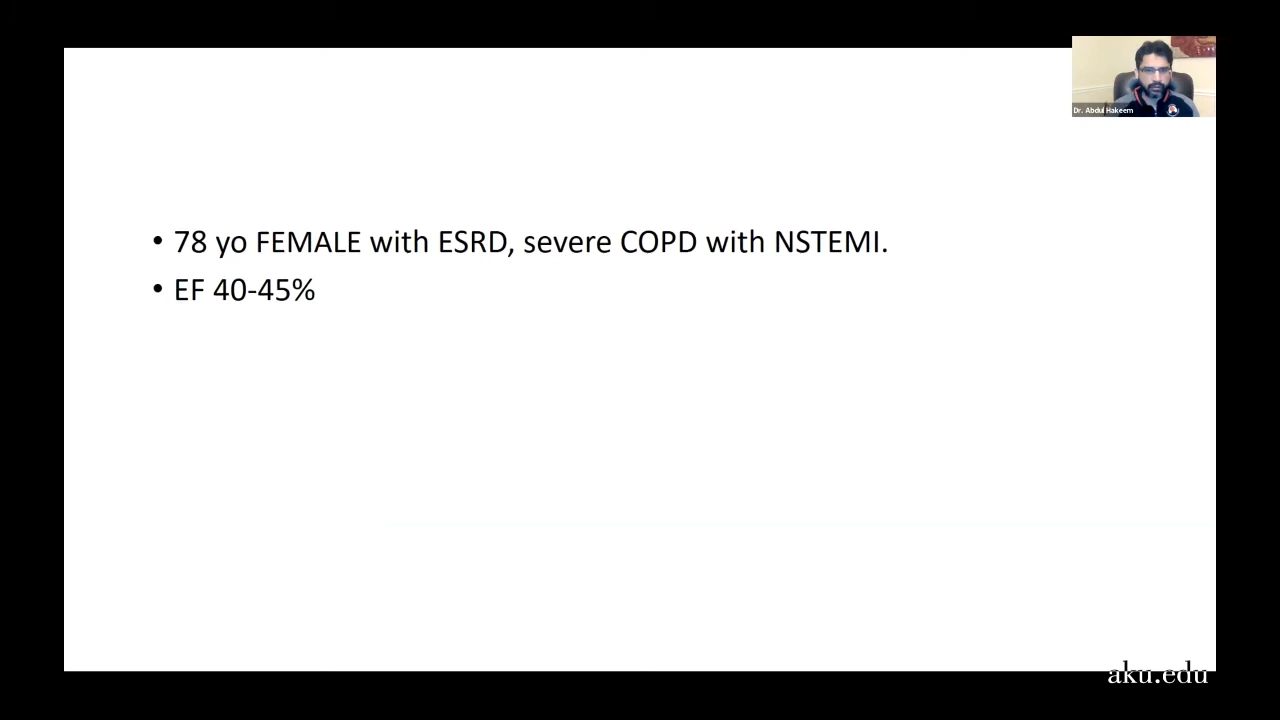 Dr. Abdul Hakeem
• 78 yo FEMALE with ESRD, severe COPD with NSTEMI.
• EF 40-45%
aku.edu